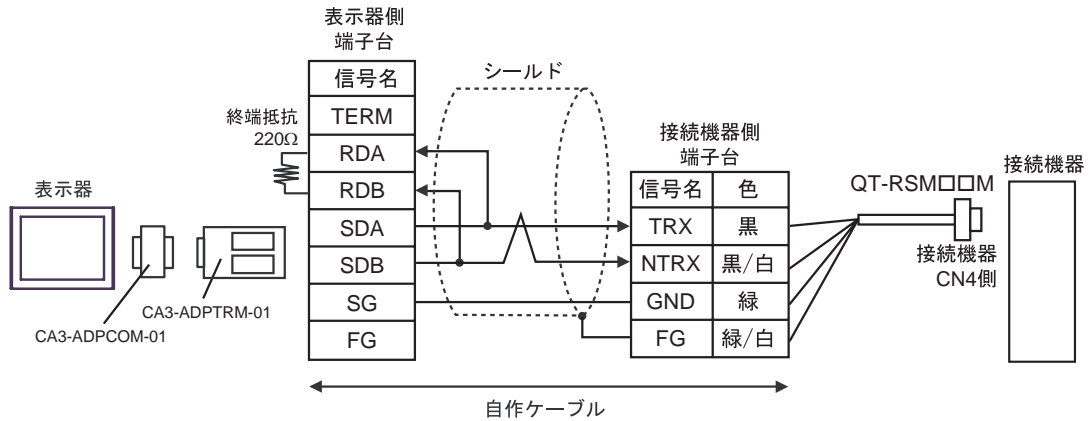 表示器側
端子台
信号名
TERM
RDA
RDB
SDA
SDB
SG
FG
終端抵抗
220Ω
シールド
表示器
CA3-ADPCOM-01
CA3-ADPTRM-01
接続機器側
端子台
信号名 色
TRX 黒
NTRX 黒/白
GND 緑
FG 緑/白
QT-RSM□□M
接続機器
CN4側
接続機器
自作ケーブル